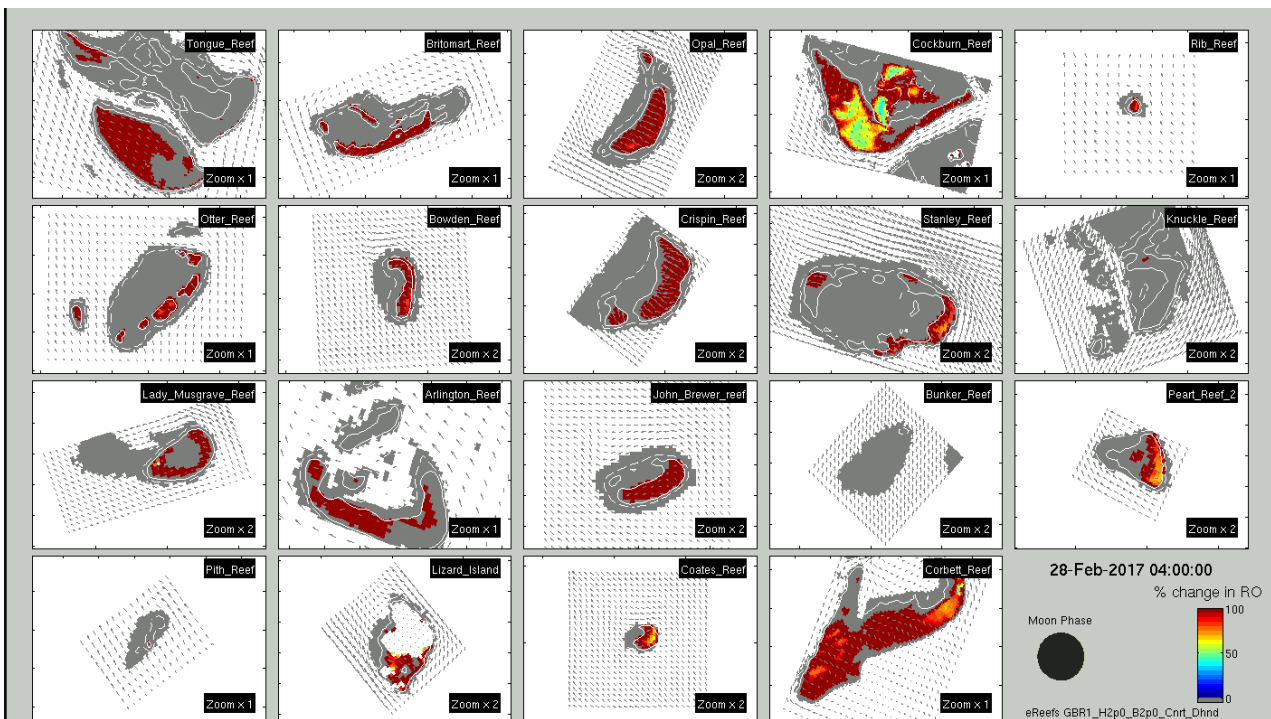 Tongue_Reef
Zoom × 1
Britomart_Reef
Zoom × 1
Opal_Reef
Zoom × 2
Cockburn_Reef
Zoom × 1
Rib_Reef
Zoom × 1
Otter_Reef
Zoom × 1
Bowden_Reef
Zoom × 2
Crispin_Reef
Zoom × 2
Stanley_Reef
Zoom × 2
Knuckle_Reef
Zoom × 2
Lady_Musgrave_Reef
Zoom × 2
Arlington_Reef
Zoom × 1
John_Brewer_reef
Zoom × 2
Bunker_Reef
Zoom × 2
Peart_Reef_2
Zoom × 2
Pith_Reef
Zoom × 1
Lizard_Island
Zoom × 2
Coates_Reef
Zoom × 2
Corbett_Reef
Zoom × 1
28-Feb-2017 04:00:00
% change in RO
Moon Phase
100
50
0
eReefs GBR1_H2p0_B2p0_Cnrt_Dhnd